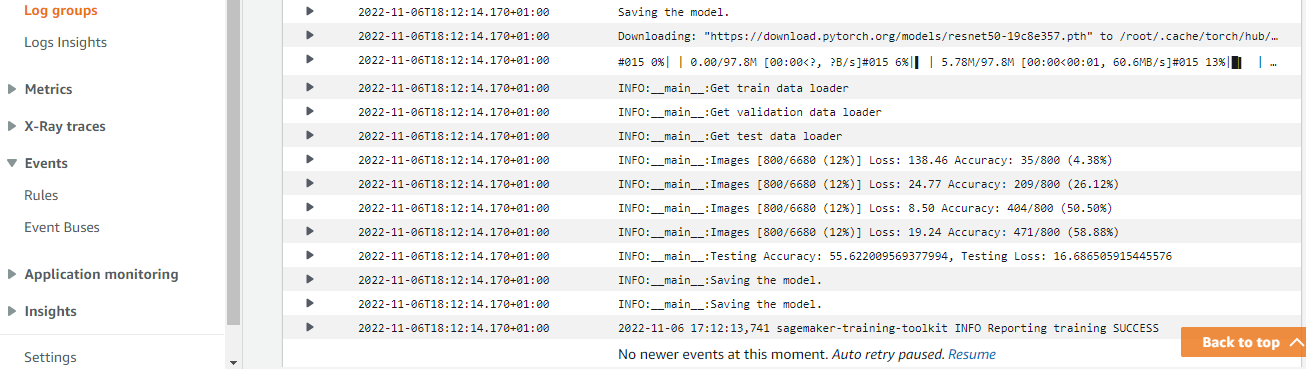 Log groups
Logs Insights
Metrics
X-Ray traces
Events
Rules
Event Buses
Application monitoring
Insights
Settings
2022-11-06T18:12:14.170+01:00 Saving the model.
2022-11-06T18:12:14.170+01:00 Downloading: "https://download.pytorch.org/models/resnet50-19c8e357.pth" to /root/.cache/torch/hub/…
2022-11-06T18:12:14.170+01:00 #015 0%| | 0.00/97.8M [00:00<?, ?B/s]#015 6%|▌ | 5.78M/97.8M [00:00<00:01, 60.6MB/s]#015 13%|█▎ | …
2022-11-06T18:12:14.170+01:00 INFO:__main__:Get train data loader
2022-11-06T18:12:14.170+01:00 INFO:__main__:Get validation data loader
2022-11-06T18:12:14.170+01:00 INFO:__main__:Get test data loader
2022-11-06T18:12:14.170+01:00 INFO:__main__:Images [800/6680 (12%)] Loss: 138.46 Accuracy: 35/800 (4.38%)
2022-11-06T18:12:14.170+01:00 INFO:__main__:Images [800/6680 (12%)] Loss: 24.77 Accuracy: 209/800 (26.12%)
2022-11-06T18:12:14.170+01:00 INFO:__main__:Images [800/6680 (12%)] Loss: 8.50 Accuracy: 404/800 (50.50%)
2022-11-06T18:12:14.170+01:00 INFO:__main__:Images [800/6680 (12%)] Loss: 19.24 Accuracy: 471/800 (58.88%)
2022-11-06T18:12:14.170+01:00 INFO:__main__:Testing Accuracy: 55.622009569377994, Testing Loss: 16.686505915445576
2022-11-06T18:12:14.170+01:00 INFO:__main__:Saving the model.
2022-11-06T18:12:14.170+01:00 INFO:__main__:Saving the model.
2022-11-06T18:12:14.170+01:00 2022-11-06 17:12:13,741 sagemaker-training-toolkit INFO Reporting training SUCCESS
No newer events at this moment. Auto retry paused. Resume
Back to top